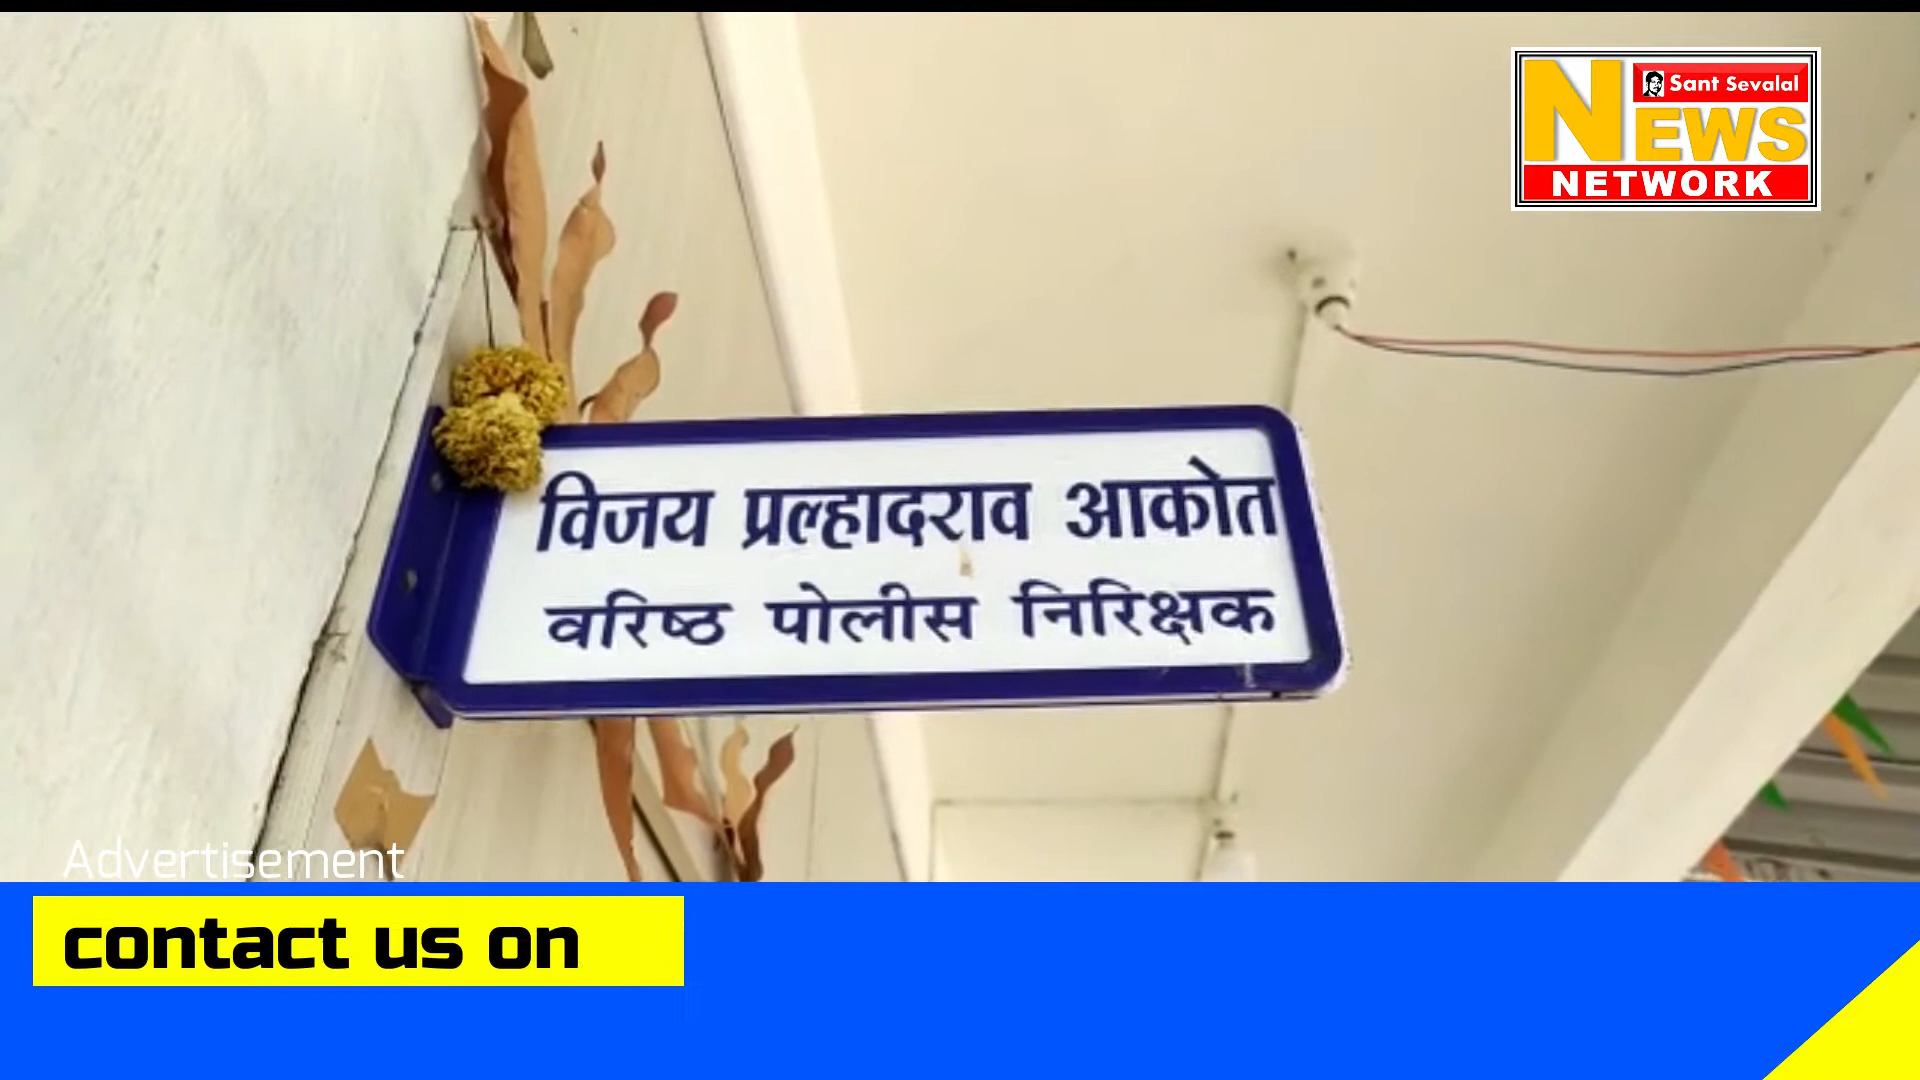 Sant Sevalal
NEWS
NETWORK
विजय प्रल्हादराव आकोत
वरिष्ठ पोलीस निरिक्षक
Advertisement
contact us on